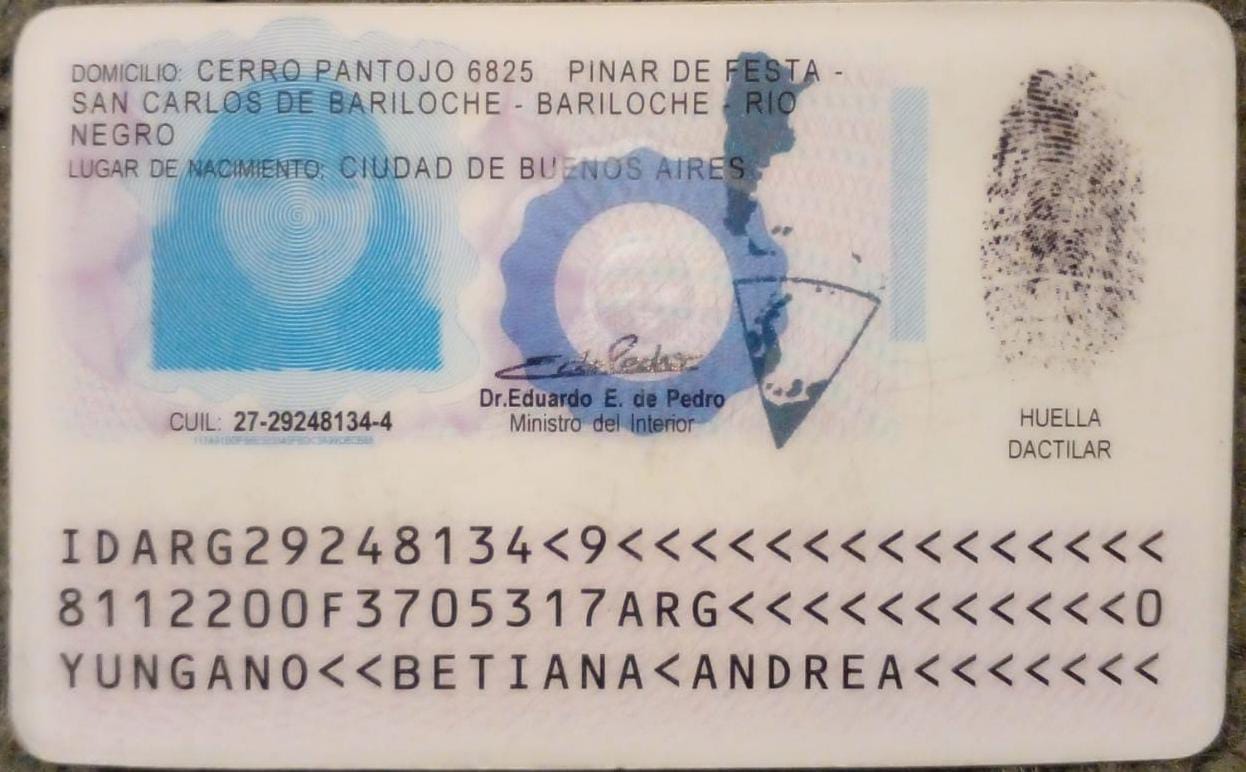 DOMICILIO: CERRO PANTOJO 6825 PINAR DE FESTA -
SAN CARLOS DE BARILOCHE - BARILOCHE - RIO
NEGRO
LUGAR DE NACIMIENTO: CIUDAD DE BUENOS AIRES
CUIL: 27-29248134-4
Dr.Eduardo E. de Pedro
Ministro del Interior
HUELLA
DACTILAR
IDARG29248134<9<<<<<<<<<<<<<<<
8112200F3705317ARG<<<<<<<<<<<0
YUNGANO<<BETIANA<ANDREA<<<<<<<